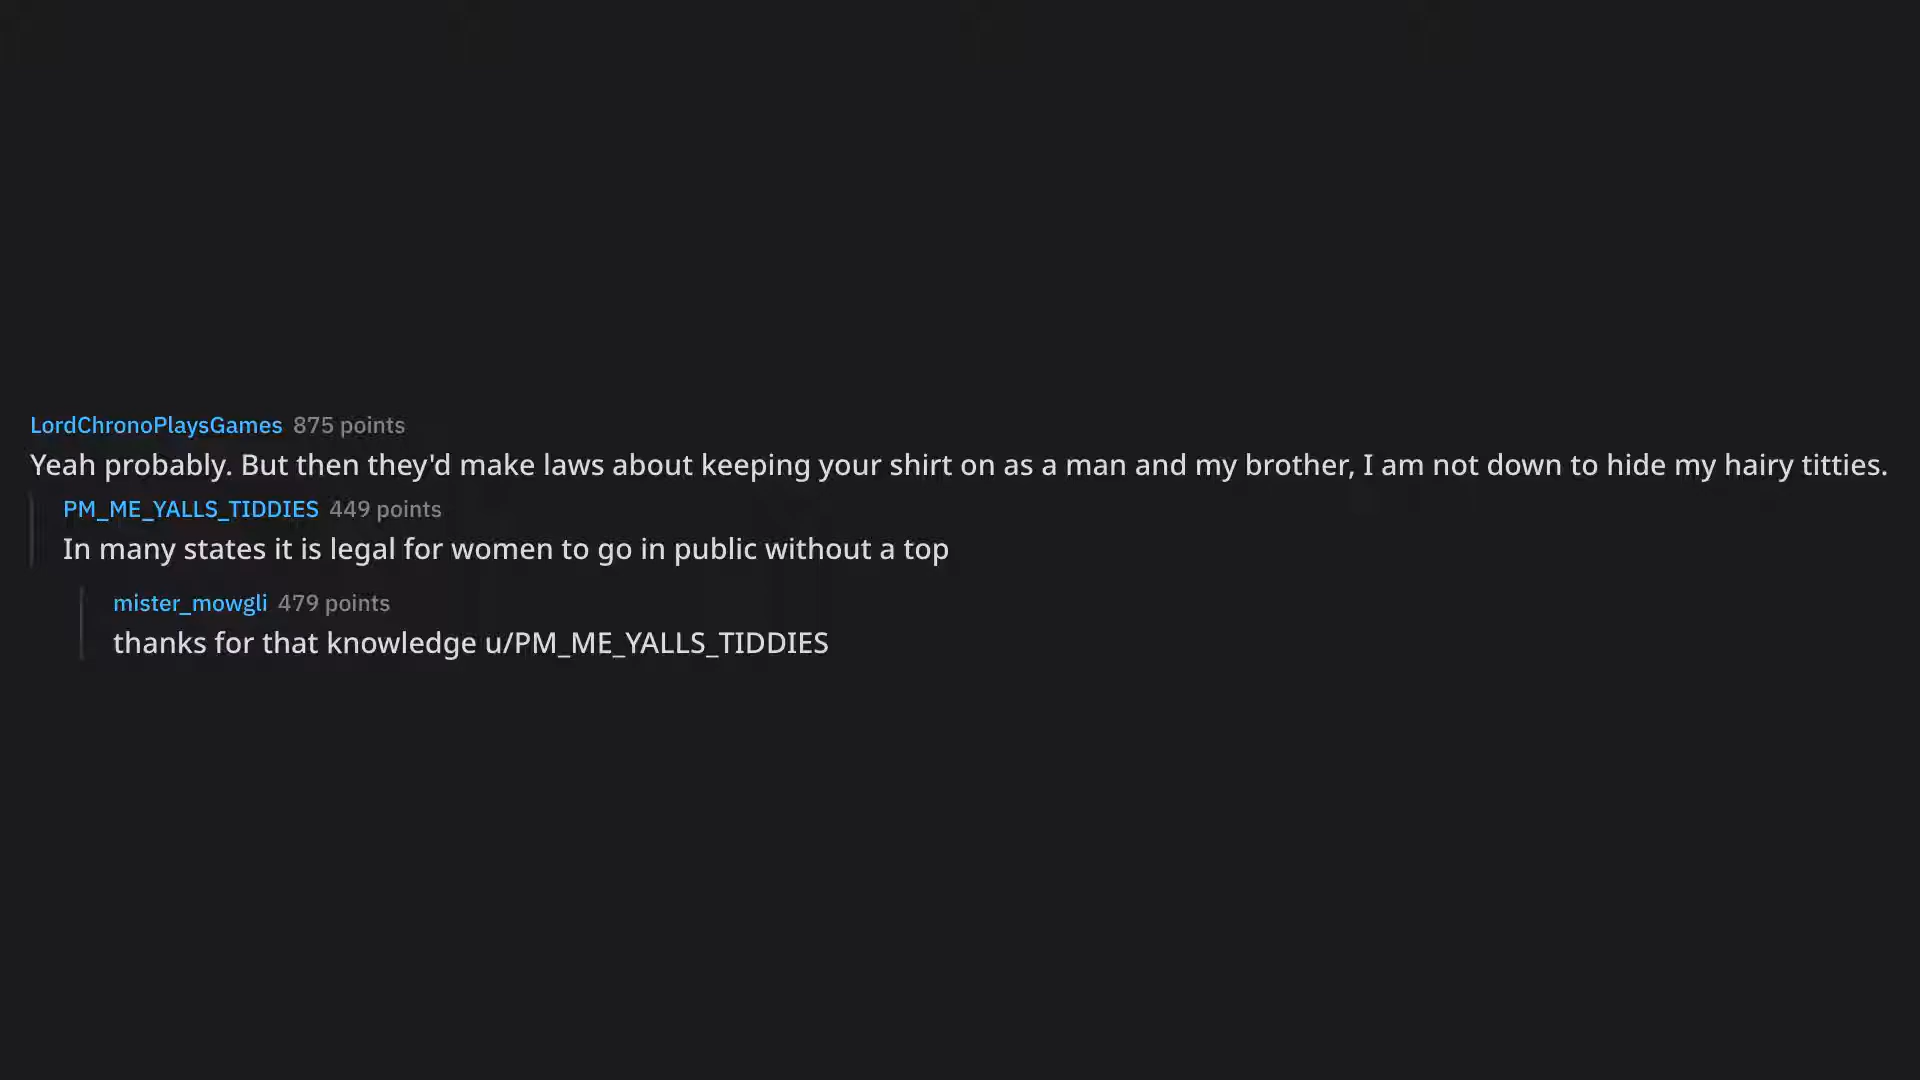 LordChronoPlaysGames 875 points
Yeah probably. But then they'd make laws about keeping your shirt on as a man and my brother, I am not down to hide my hairy titties.
PM_ME_YALLS_TIDDIES 449 points
In many states it is legal for women to go in public without a top
mister_mowgli 479 points
thanks for that knowledge u/PM_ME_YALLS_TIDDIES